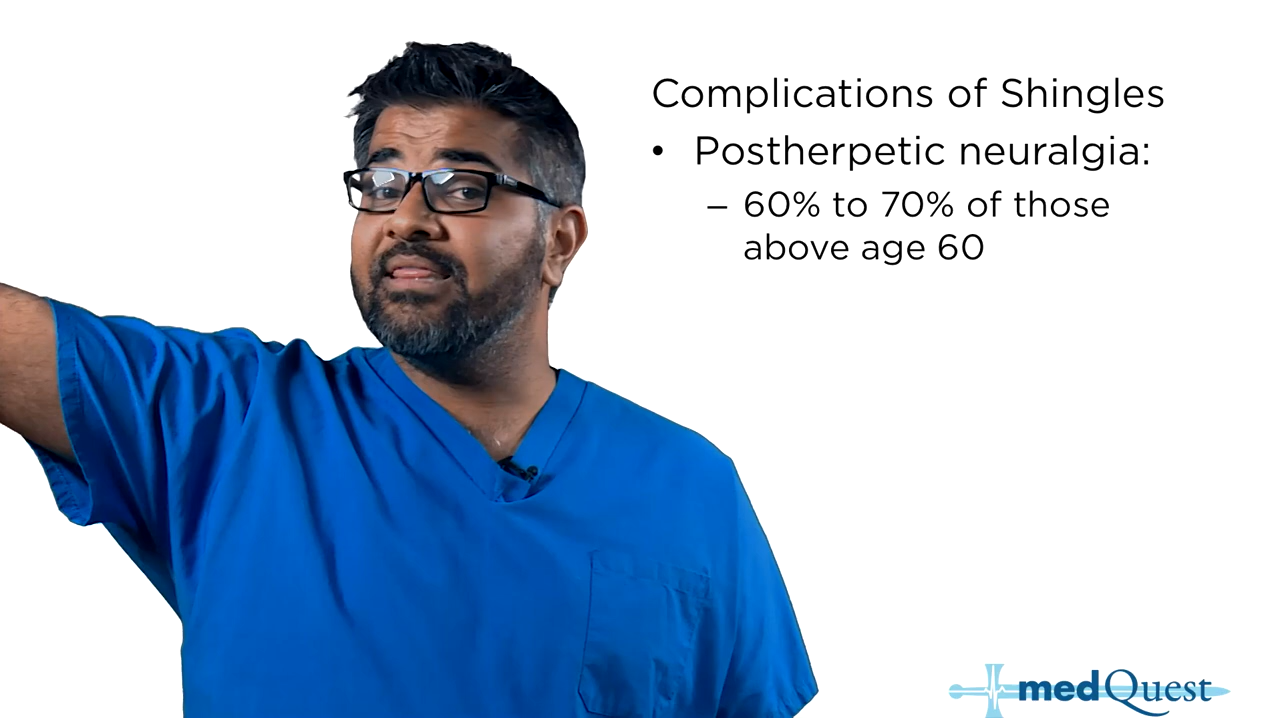 Complications of Shingles
• Postherpetic neuralgia:
– 60% to 70% of those
above age 60
medQuest